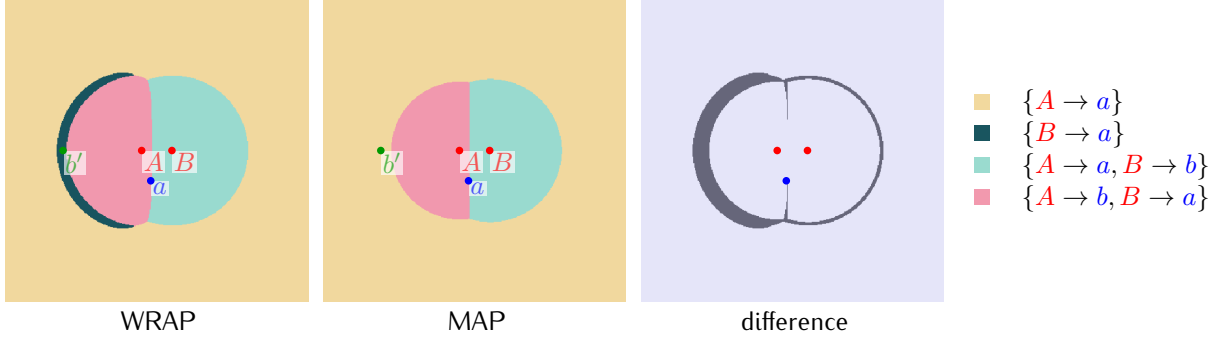 b′ A B
a
b′ A B
a
WRAP MAP difference
{A → a}
{B → a}
{A → a, B → b}
{A → b, B → a}